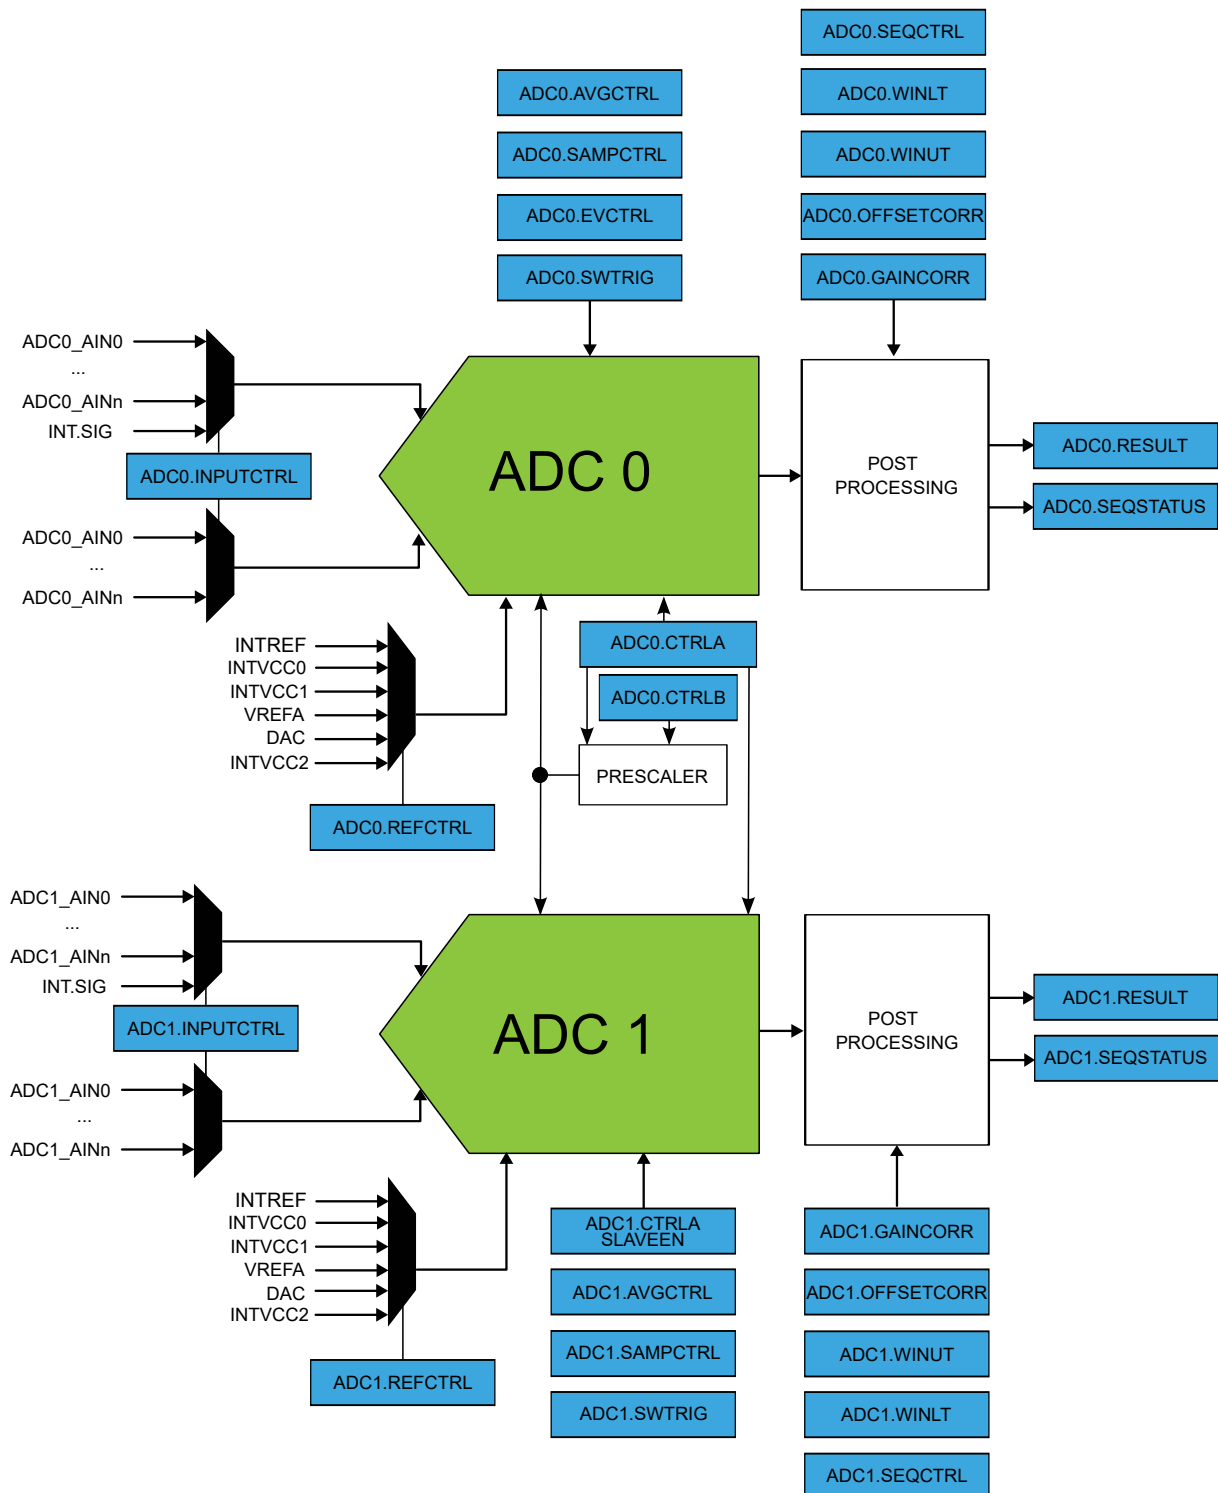 ADC0.SEQCTRL
ADC0.AVGCTRL
ADC0.WINLT
ADC0.SAMPCTRL
ADC0.WINUT
ADC0.EVCTRL
ADC0.OFFSETCORR
ADC0.SWTRIG
ADC0.GAINCORR
ADC0_AIN0
...
ADC0_AINn
INT.SIG
ADC0.INPUTCTRL
ADC0_AIN0
...
ADC0_AINn
ADC 0
POST
PROCESSING
ADC0.RESULT
ADC0.SEQSTATUS
INTREF
INTVCC0
INTVCC1
VREFA
DAC
INTVCC2
ADC0.REFCTRL
ADC0.CTRLA
ADC0.CTRLB
PRESCALER
ADC1_AIN0
...
ADC1_AINn
INT.SIG
ADC1.INPUTCTRL
ADC1_AIN0
...
ADC1_AINn
ADC 1
POST
PROCESSING
ADC1.RESULT
ADC1.SEQSTATUS
INTREF
INTVCC0
INTVCC1
VREFA
DAC
INTVCC2
ADC1.REFCTRL
ADC1.CTRLA
SLAVEEN
ADC1.AVGCTRL
ADC1.SAMPCTRL
ADC1.SWTRIG
ADC1.GAINCORR
ADC1.OFFSETCORR
ADC1.WINUT
ADC1.WINLT
ADC1.SEQCTRL